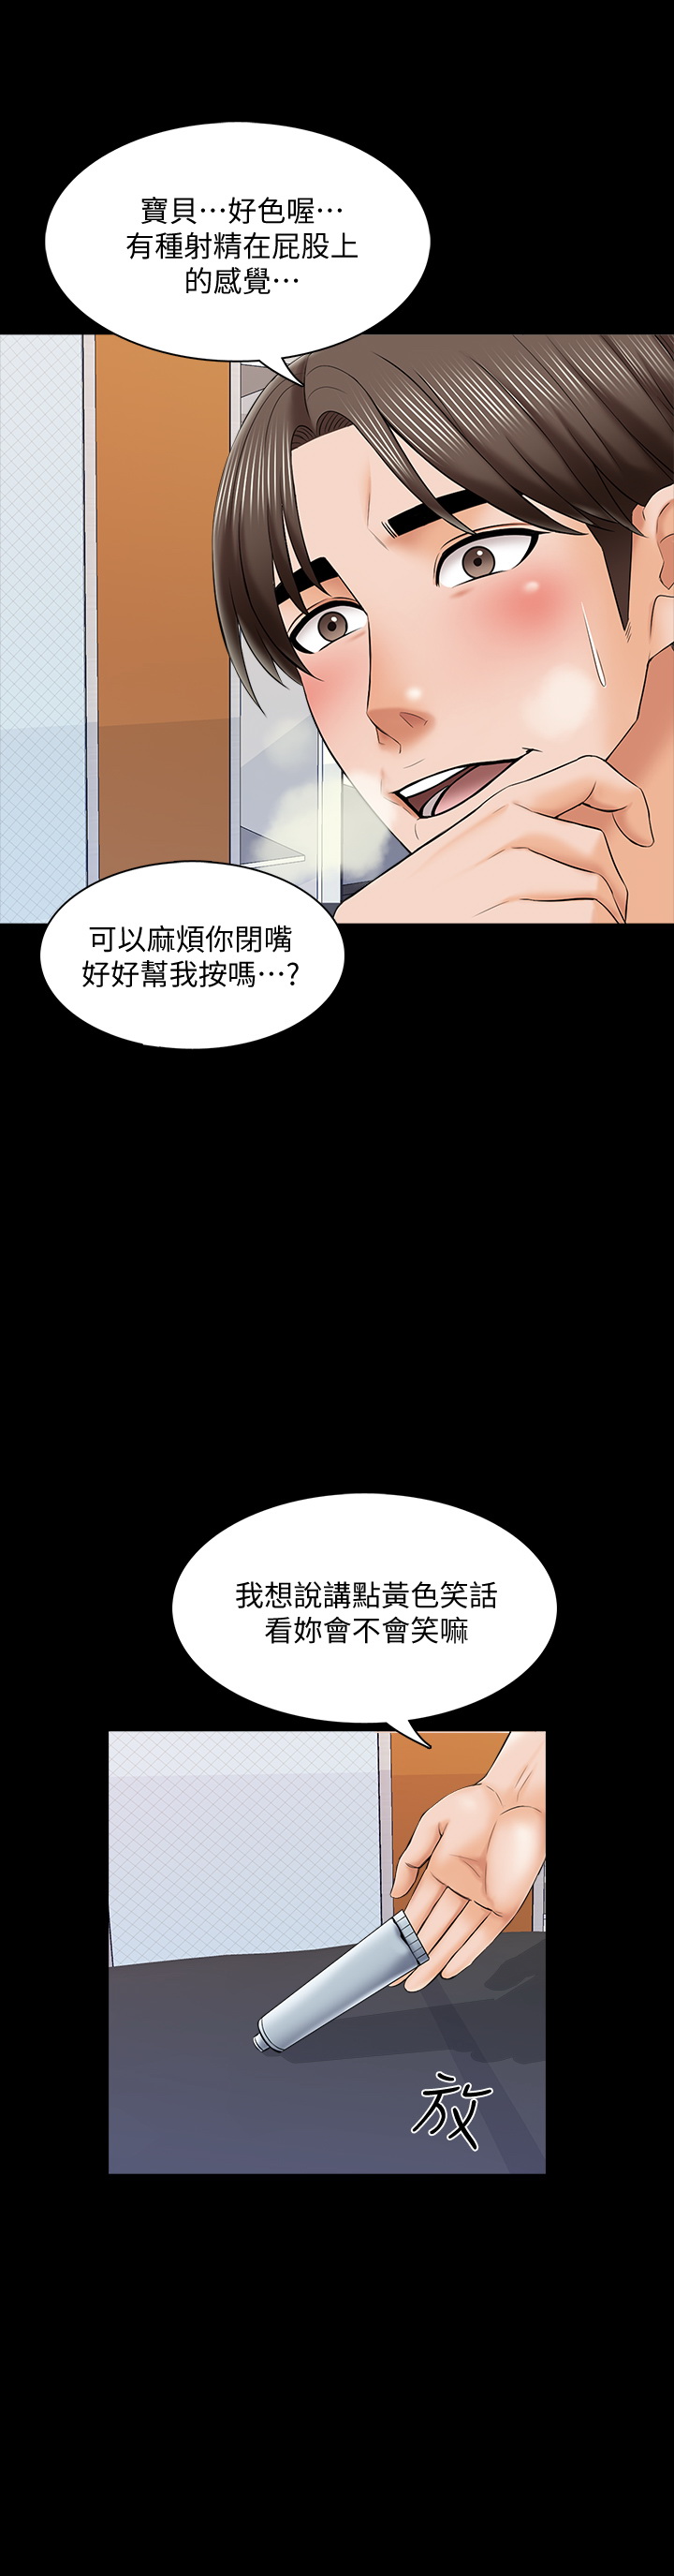 寶貝…好色喔…
有種射精在屁股上
的感覺…
可以麻煩你閉嘴
好好幫我按嗎…?
我想說講點黃色笑話
看妳會不會笑嘛
放